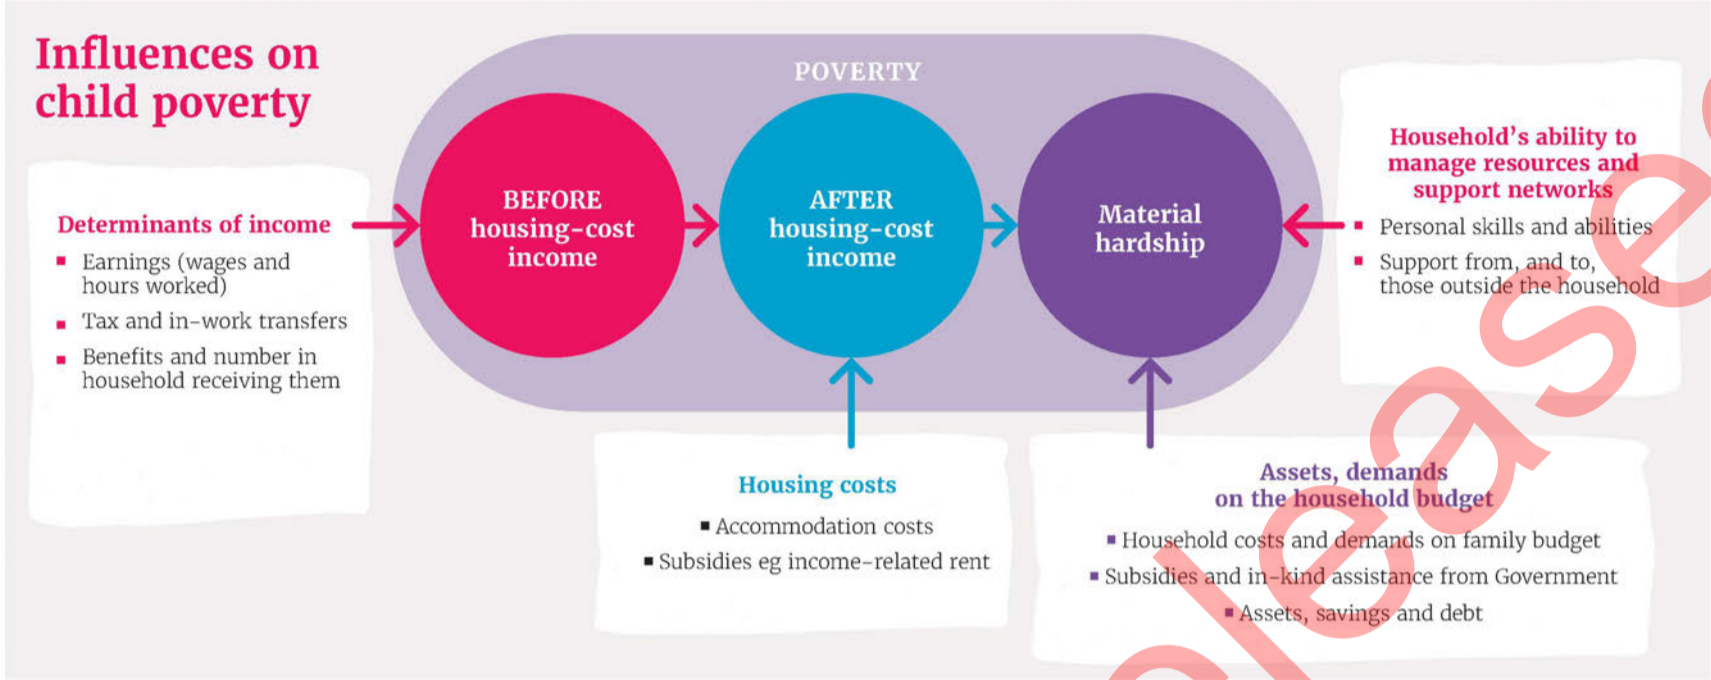 Influences on
child poverty
POVERTY
Determinants of income
▪ Earnings (wages and
hours worked)
▪ Tax and in-work transfers
▪ Benefits and number in
household receiving them
BEFORE
housing-cost
income
AFTER
housing-cost
income
Material
hardship
Household's ability to
manage resources and
support networks
▪ Personal skills and abilities
▪ Support from, and to,
those outside the household
Housing costs
▪ Accommodation costs
▪ Subsidies eg income-related rent
Assets, demands
on the household budget
▪ Household costs and demands on family budget
▪ Subsidies and in-kind assistance from Government
▪ Assets, savings and debt